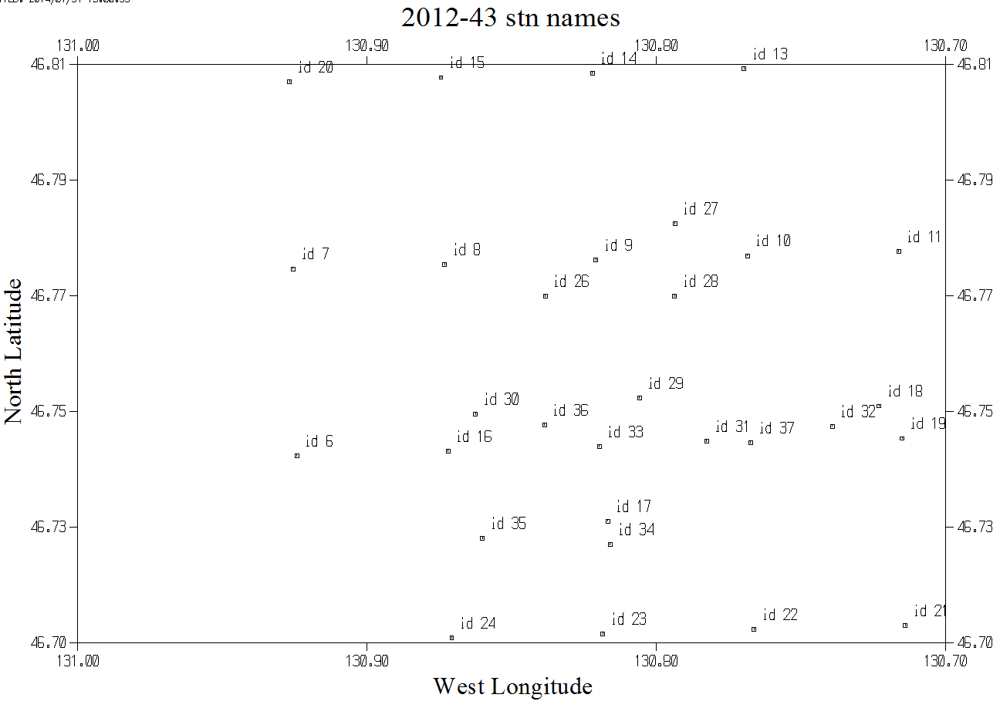 2012-43 stn names
131.00 130.90 130.80 130.70
46.81 46.81
id 20 id 15 id 14 id 13
46.79 46.79
id 27
id 7 id 8 id 9 id 10 id 11
id 26 id 28
46.77 46.77
id 29
id 30 id 36 id 32 id 18
46.75 46.75
id 6 id 16 id 33 id 31 id 37 id 19
id 35 id 17
46.73 46.73
id 34
id 24 id 23 id 22 id 21
46.70 46.70
131.00 130.90 130.80 130.70
West Longitude
North Latitude